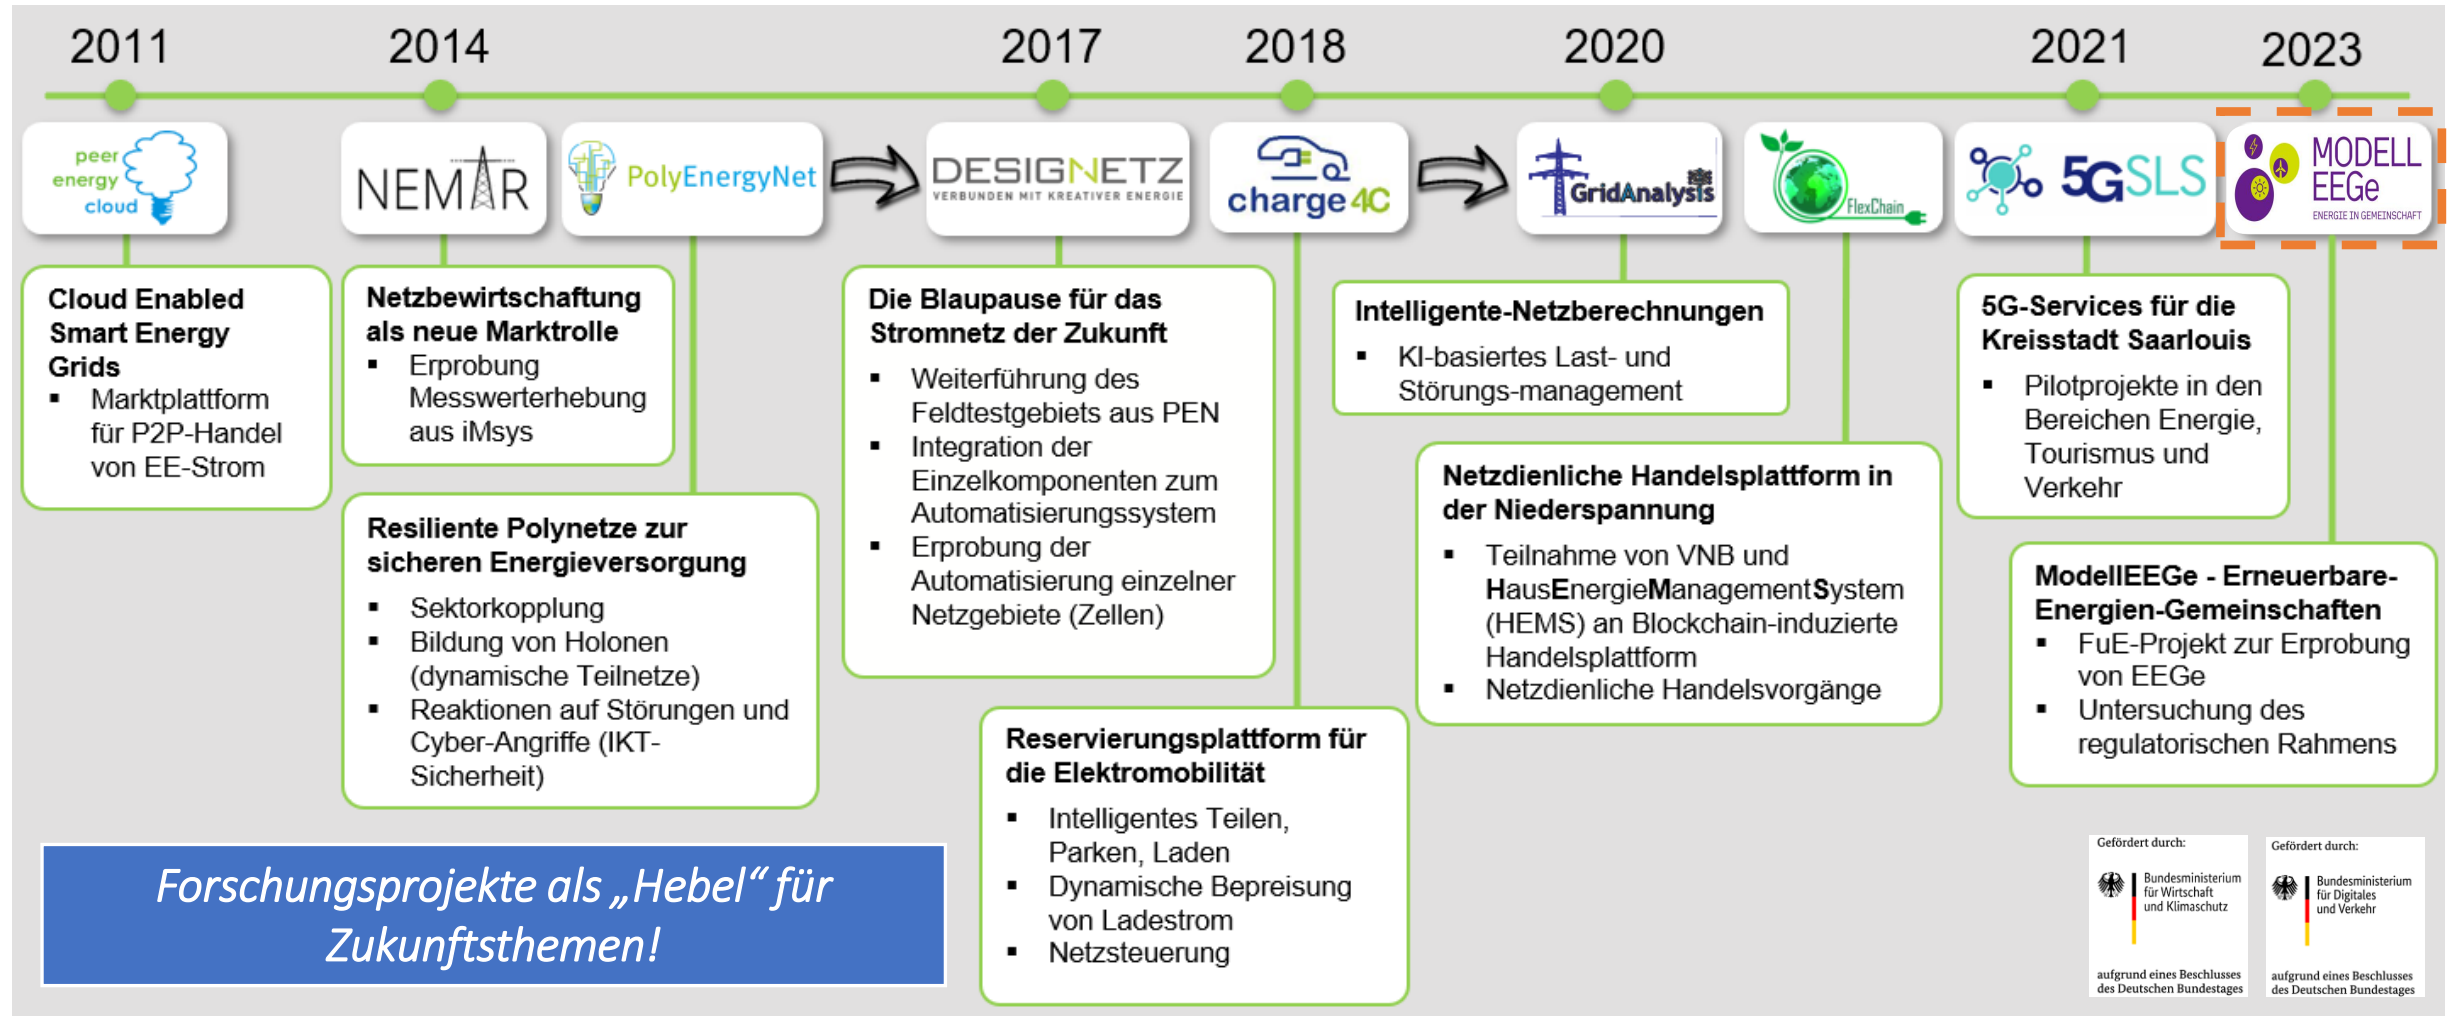 2011
2014
2017
2018
2020
2021
2023
peer
energy
cloud
NEMAR
PolyEnergyNet
DESIGNETZ
VERBUNDEN MIT KREATIVER ENERGIE
charge4C
GridAnalysis
FlexChain
5GSLS
MODELL
EEGe
ENERGIE IN GEMEINSCHAFT
Cloud Enabled
Smart Energy
Grids
▪ Marktplattform
für P2P-Handel
von EE-Strom
Netzbewirtschaftung
als neue Marktrolle
▪ Erprobung
Messwerterhebung
aus iMsys
Resiliente Polynetze zur
sicheren Energieversorgung
▪ Sektorkopplung
▪ Bildung von Holonen
(dynamische Teilnetze)
▪ Reaktionen auf Störungen und
Cyber-Angriffe (IKT-
Sicherheit)
Die Blaupause für das
Stromnetz der Zukunft
▪ Weiterführung des
Feldtestgebiets aus PEN
▪ Integration der
Einzelkomponenten zum
Automatisierungssystem
▪ Erprobung der
Automatisierung einzelner
Netzgebiete (Zellen)
Reservierungsplattform für
die Elektromobilität
▪ Intelligentes Teilen,
Parken, Laden
▪ Dynamische Bepreisung
von Ladestrom
▪ Netzsteuerung
Intelligente-Netzberechnungen
▪ KI-basiertes Last- und
Störungs-management
Netzdienliche Handelsplattform in
der Niederspannung
▪ Teilnahme von VNB und
HausEnergieManagementSystem
(HEMS) an Blockchain-induzierte
Handelsplattform
▪ Netzdienliche Handelsvorgänge
5G-Services für die
Kreisstadt Saarlouis
▪ Pilotprojekte in den
Bereichen Energie,
Tourismus und
Verkehr
ModellEEGe - Erneuerbare-
Energien-Gemeinschaften
▪ FuE-Projekt zur Erprobung
von EEGe
▪ Untersuchung des
regulatorischen Rahmens
Forschungsprojekte als „Hebel“ für
Zukunftsthemen!
Gefördert durch:
Bundesministerium
für Wirtschaft
und Klimaschutz
aufgrund eines Beschlusses
des Deutschen Bundestages
Gefördert durch:
Bundesministerium
für Digitales
und Verkehr
aufgrund eines Beschlusses
des Deutschen Bundestages